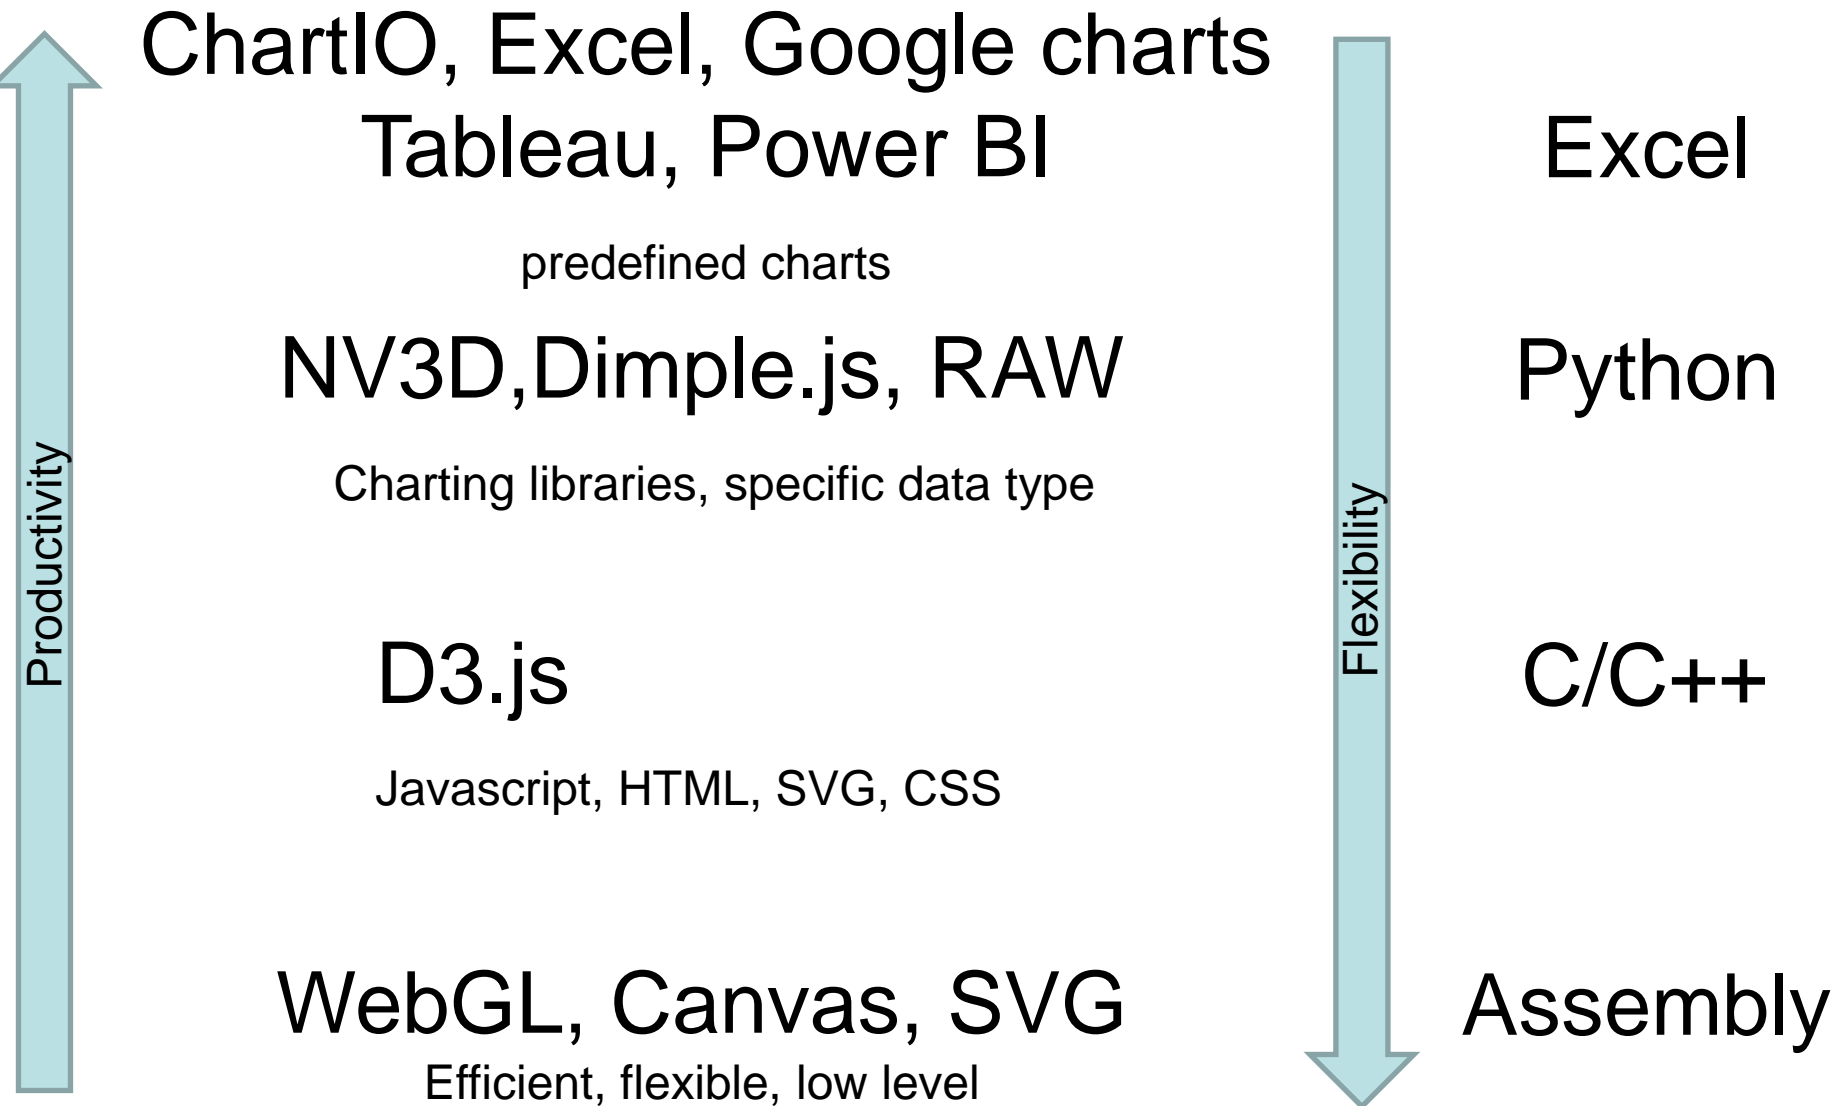 ChartIO, Excel, Google charts
Tableau, Power BI
Excel
predefined charts
NV3D,Dimple.js, RAW
Python
Charting libraries, specific data type
Productivity
Flexibility
D3.js
C/C++
Javascript, HTML, SVG, CSS
WebGL, Canvas, SVG
Assembly
Efficient, flexible, low level